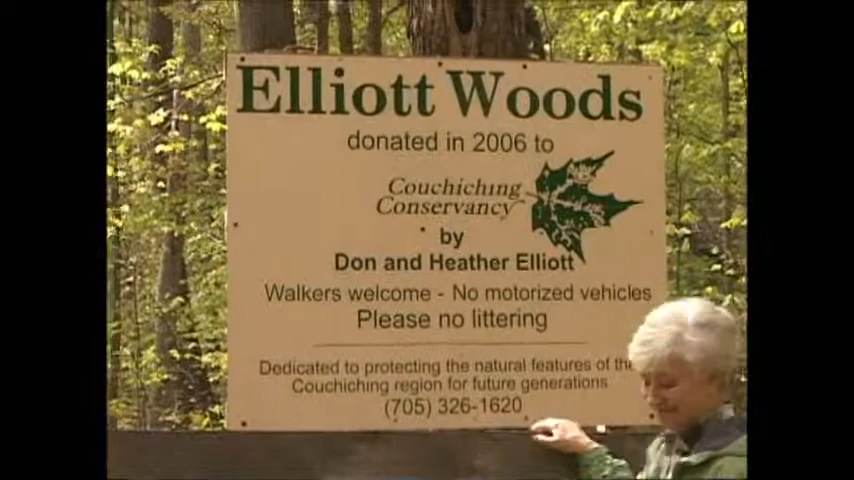 Elliott Woods
donated in 2006 to
Couchiching
Conservancy
by
Don and Heather Elliott
Walkers welcome - No motorized vehicles
Please no littering
Dedicated to protecting the natural features of the
Couchiching region for future generations
(705) 326-1620